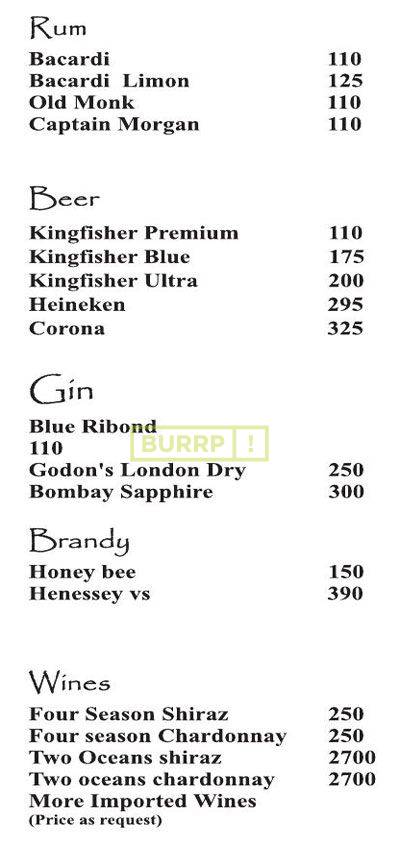 Rum
Bacardi 110
Bacardi Limon 125
Old Monk 110
Captain Morgan 110
Beer
Kingfisher Premium 110
Kingfisher Blue 175
Kingfisher Ultra 200
Heineken 295
Corona 325
Gin
Blue Ribond
110
BURRP !
Godon's London Dry 250
Bombay Sapphire 300
Brandy
Honey bee 150
Henessey vs 390
Wines
Four Season Shiraz 250
Four season Chardonnay 250
Two Oceans shiraz 2700
Two oceans chardonnay 2700
More Imported Wines
(Price as request)